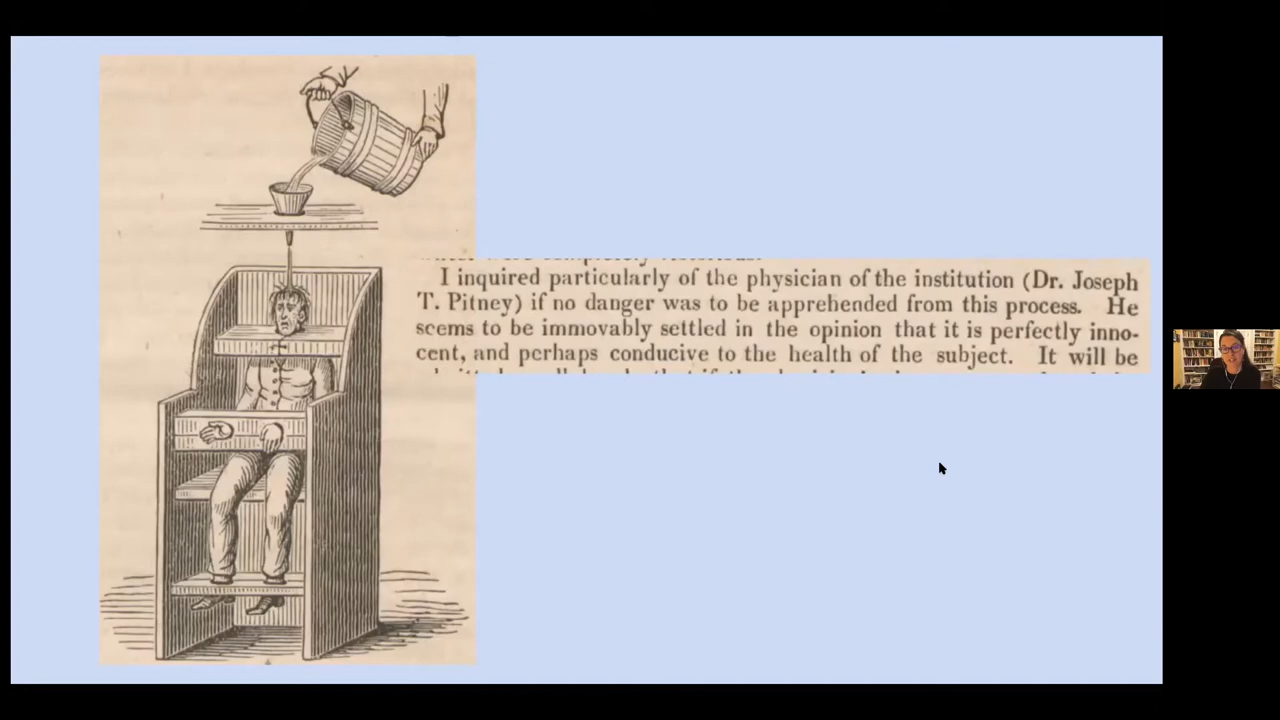 I inquired particularly of the physician of the institution (Dr. Joseph
T. Pitney) if no danger was to be apprehended from this process. He
seems to be immovably settled in the opinion that it is perfectly inno-
cent, and perhaps conducive to the health of the subject. It will be